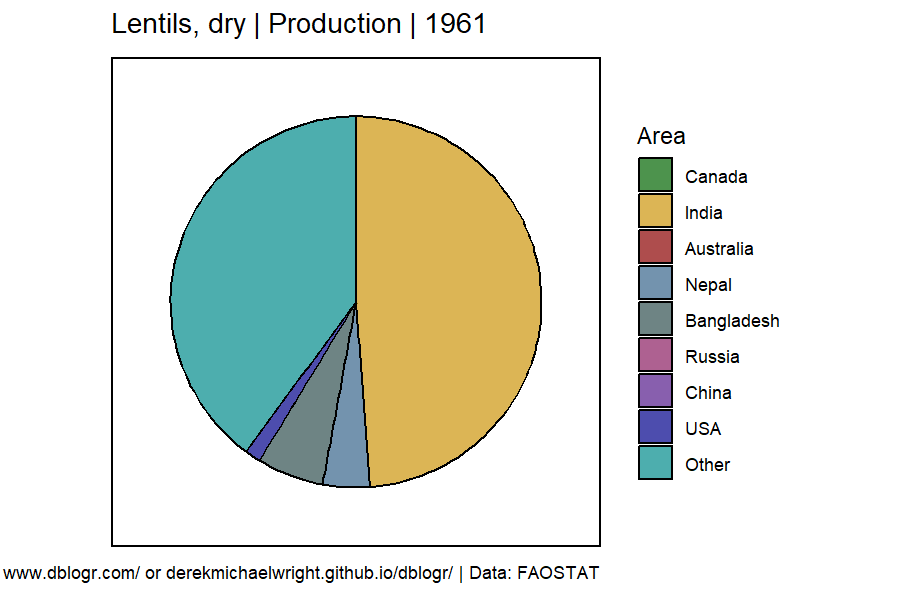 Lentils, dry | Production | 1961
Area
Canada
India
Australia
Nepal
Bangladesh
Russia
China
USA
Other
www.dblogr.com/ or derekmichaelwright.github.io/dblogr/ | Data: FAOSTAT